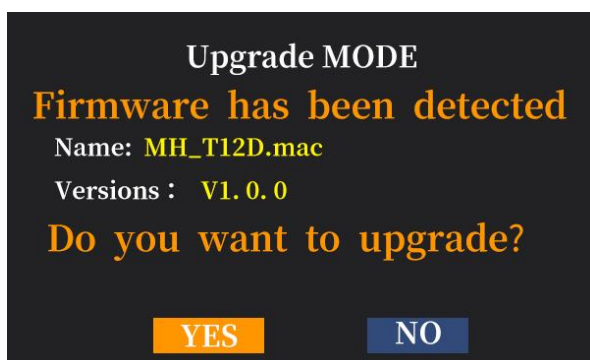 Upgrade MODE
Firmware has been detected
Name: MH_T12D.mac
Versions： V1.0.0
Do you want to upgrade?
YES NO